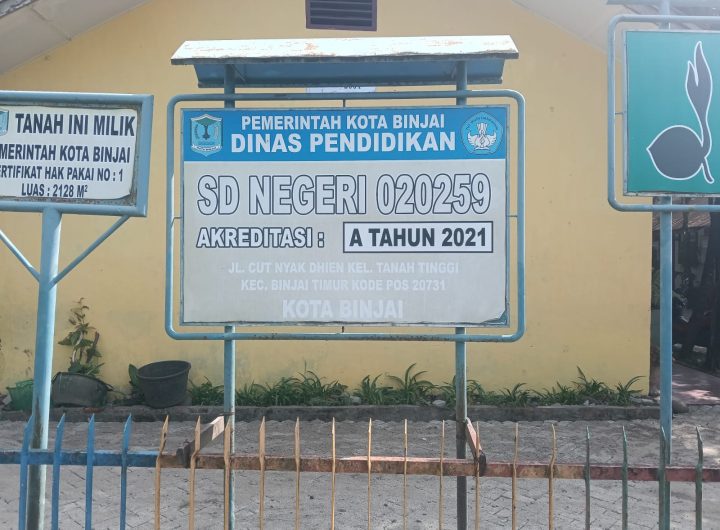 TANAH INI MILIK
PEMERINTAH KOTA BINJAI
SERTIFIKAT HAK PAKAI NO : 1
LUAS : 2128 M²
PEMERINTAH KOTA BINJAI
DINAS PENDIDIKAN
SD NEGERI 020259
AKREDITASI : A TAHUN 2021
JL. CUT NYAK DHIEN KEL. TANAH TINGGI
KEC. BINJAI TIMUR KODE POS 20731
KOTA BINJAI